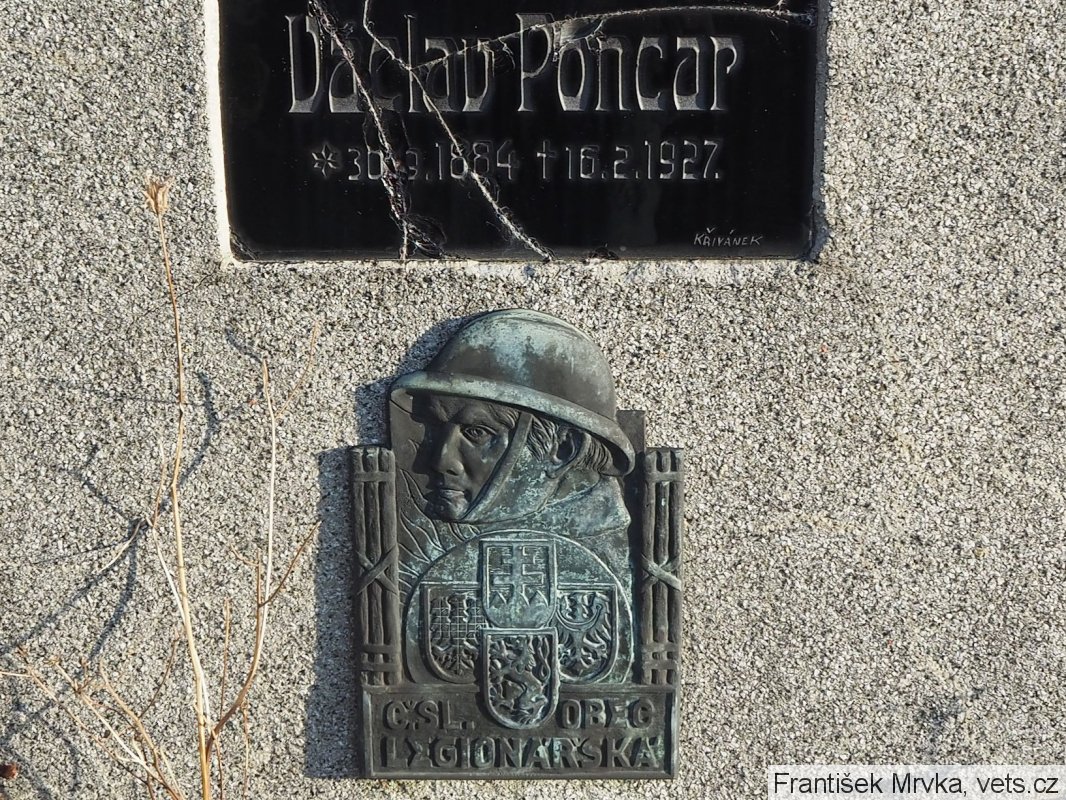 Václav Poncar
*30.9.1884 †16.2.1927.
KŘIVÁNEK
ČSL. OBEC
LEGIONÁŘSKÁ
František Mrvka, vets.cz